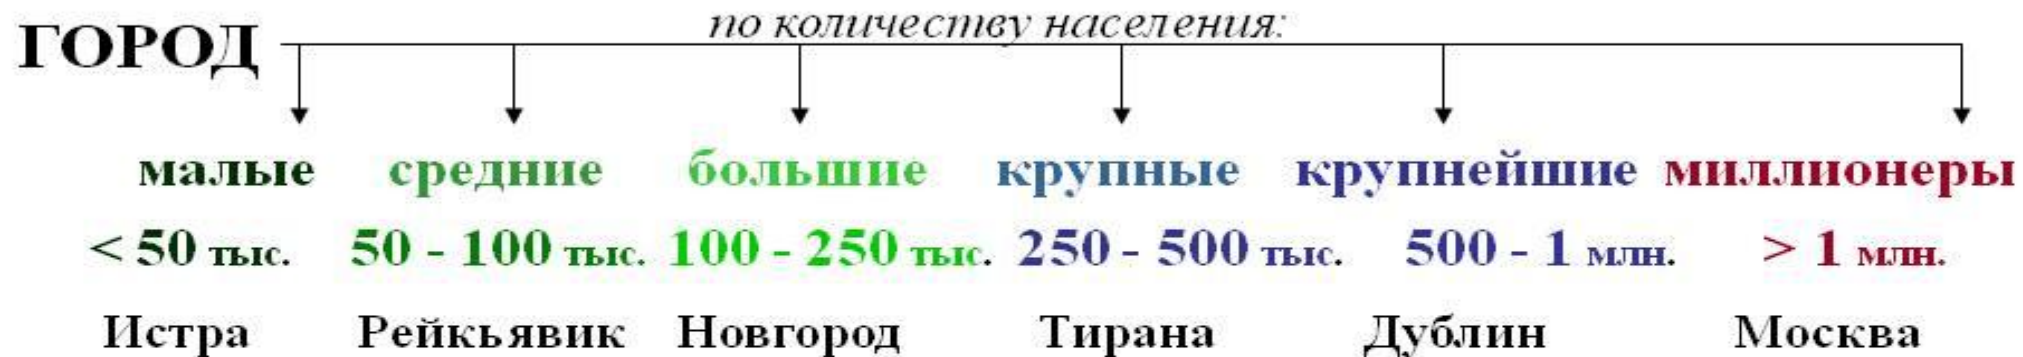 по количеству населения:
ГОРОД
малые средние большие крупные крупнейшие миллионеры
< 50 тыс. 50 - 100 тыс. 100 - 250 тыс. 250 - 500 тыс. 500 - 1 млн. > 1 млн.
Истра Рейкьявик Новгород Тирана Дублин Москва